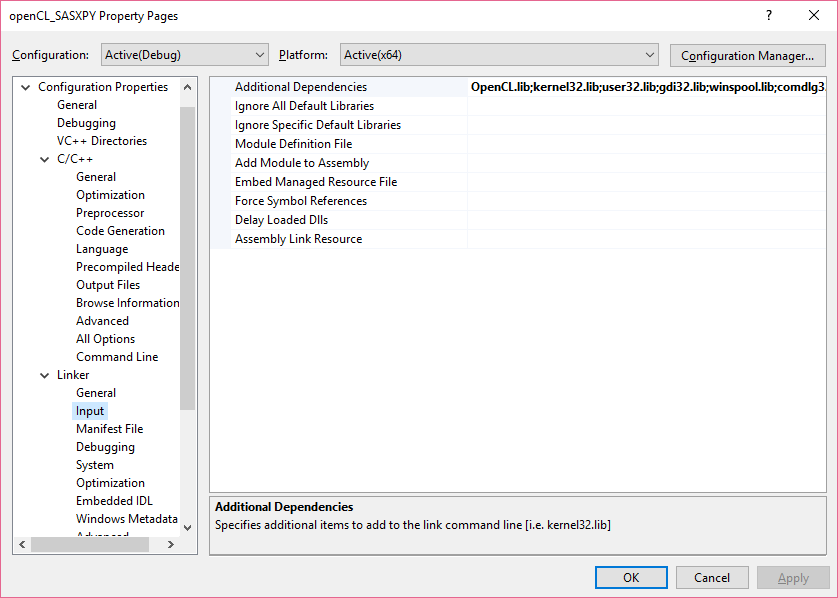 openCL_SASXPY Property Pages
?
Configuration: Active(Debug) Platform: Active(x64) Configuration Manager...
Configuration Properties
General
Debugging
VC++ Directories
C/C++
General
Optimization
Preprocessor
Code Generation
Language
Precompiled Heade
Output Files
Browse Information
Advanced
All Options
Command Line
Linker
General
Input
Manifest File
Debugging
System
Optimization
Embedded IDL
Windows Metadata
Advanced
Additional Dependencies OpenCL.lib;kernel32.lib;user32.lib;gdi32.lib;winspool.lib;comdlg3
Ignore All Default Libraries
Ignore Specific Default Libraries
Module Definition File
Add Module to Assembly
Embed Managed Resource File
Force Symbol References
Delay Loaded Dlls
Assembly Link Resource
Additional Dependencies
Specifies additional items to add to the link command line [i.e. kernel32.lib]
OK Cancel Apply